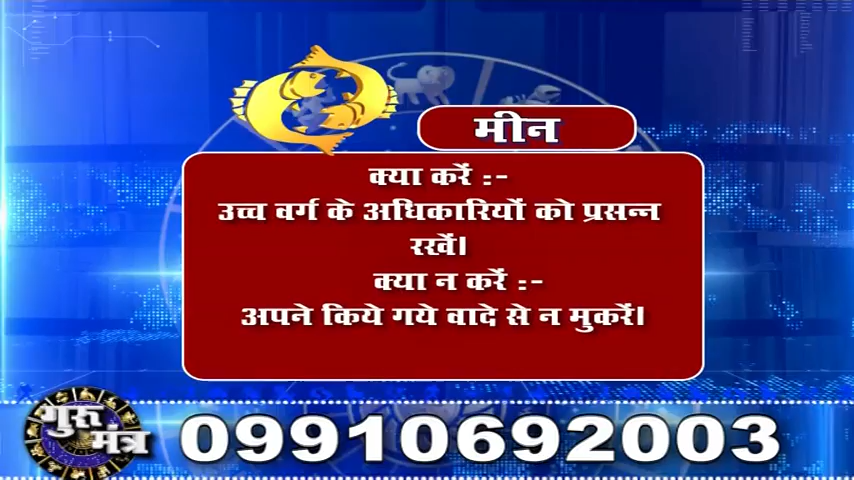 मीन
क्या करें :-
उच्च वर्ग के अधिकारियों को प्रसन्न
रखें।
क्या न करें :-
अपने किये गये वादे से न मुकरें।
गुरु
मंत्र
09910692003